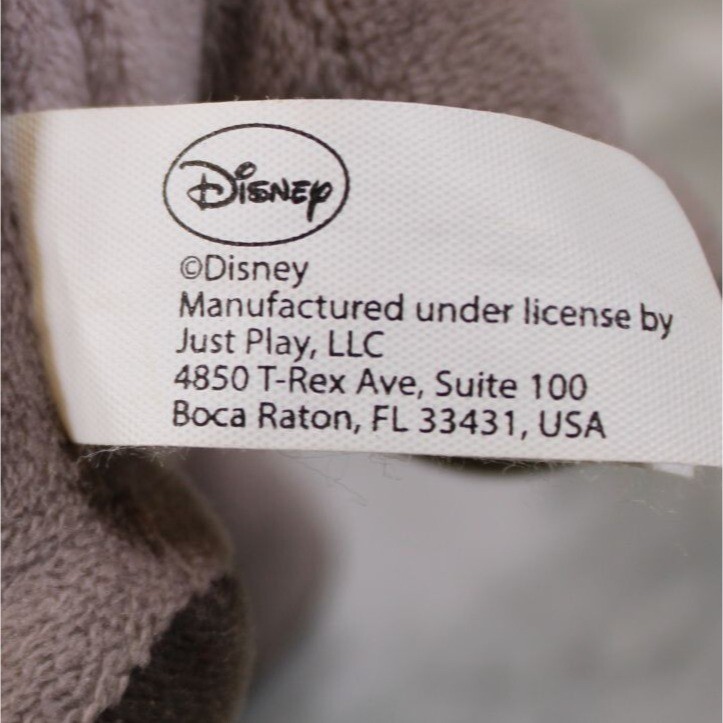 Disney
©Disney
Manufactured under license by
Just Play, LLC
4850 T-Rex Ave, Suite 100
Boca Raton, FL 33431, USA